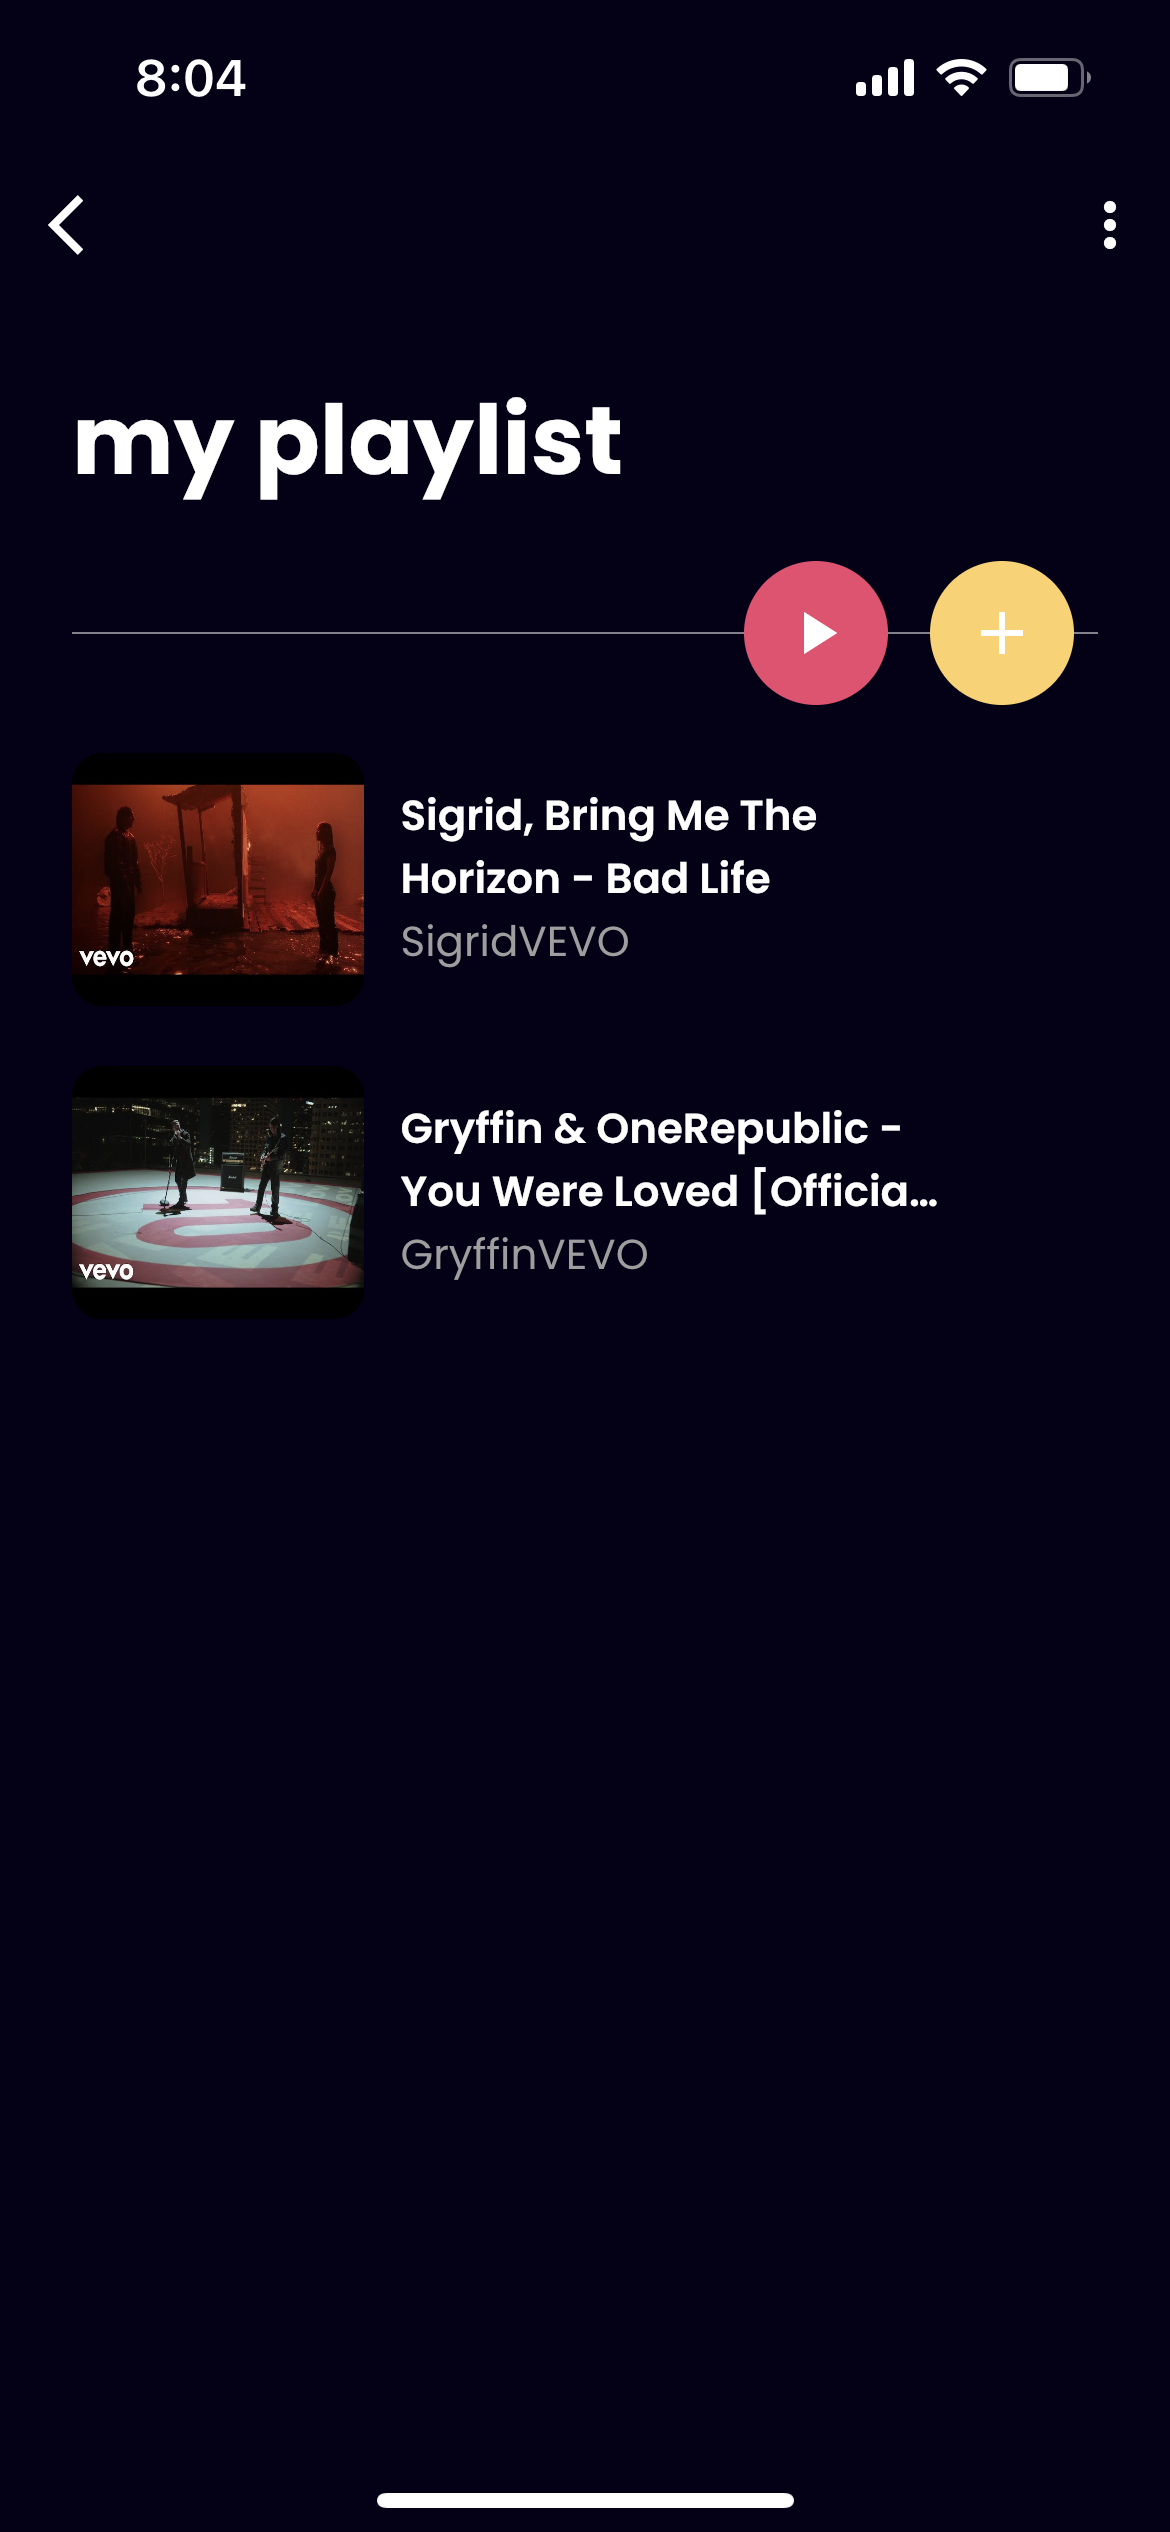 8:04
my playlist
Sigrid, Bring Me The
Horizon - Bad Life
SigridVEVO
vevo
Gryffin & OneRepublic -
You Were Loved [Officia...
GryffinVEVO
vevo